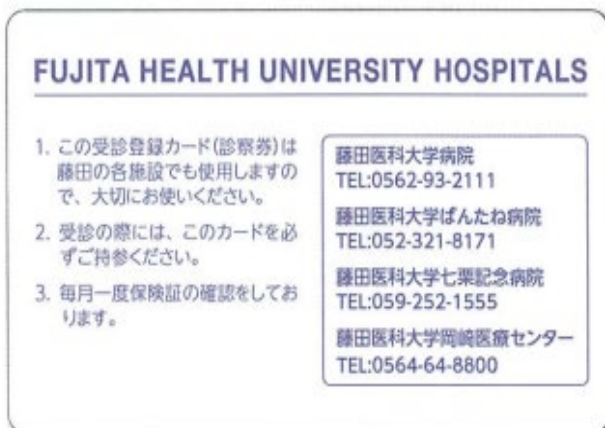 FUJITA HEALTH UNIVERSITY HOSPITALS
1. この受診登録カード(診察券)は
藤田の各施設でも使用しますの
で、大切にお使いください。
2. 受診の際には、このカードを必
ずご持参ください。
3. 毎月一度保険証の確認をしてお
ります。
藤田医科大学病院
TEL:0562-93-2111
藤田医科大学ばんたね病院
TEL:052-321-8171
藤田医科大学七栗記念病院
TEL:059-252-1555
藤田医科大学岡崎医療センター
TEL:0564-64-8800